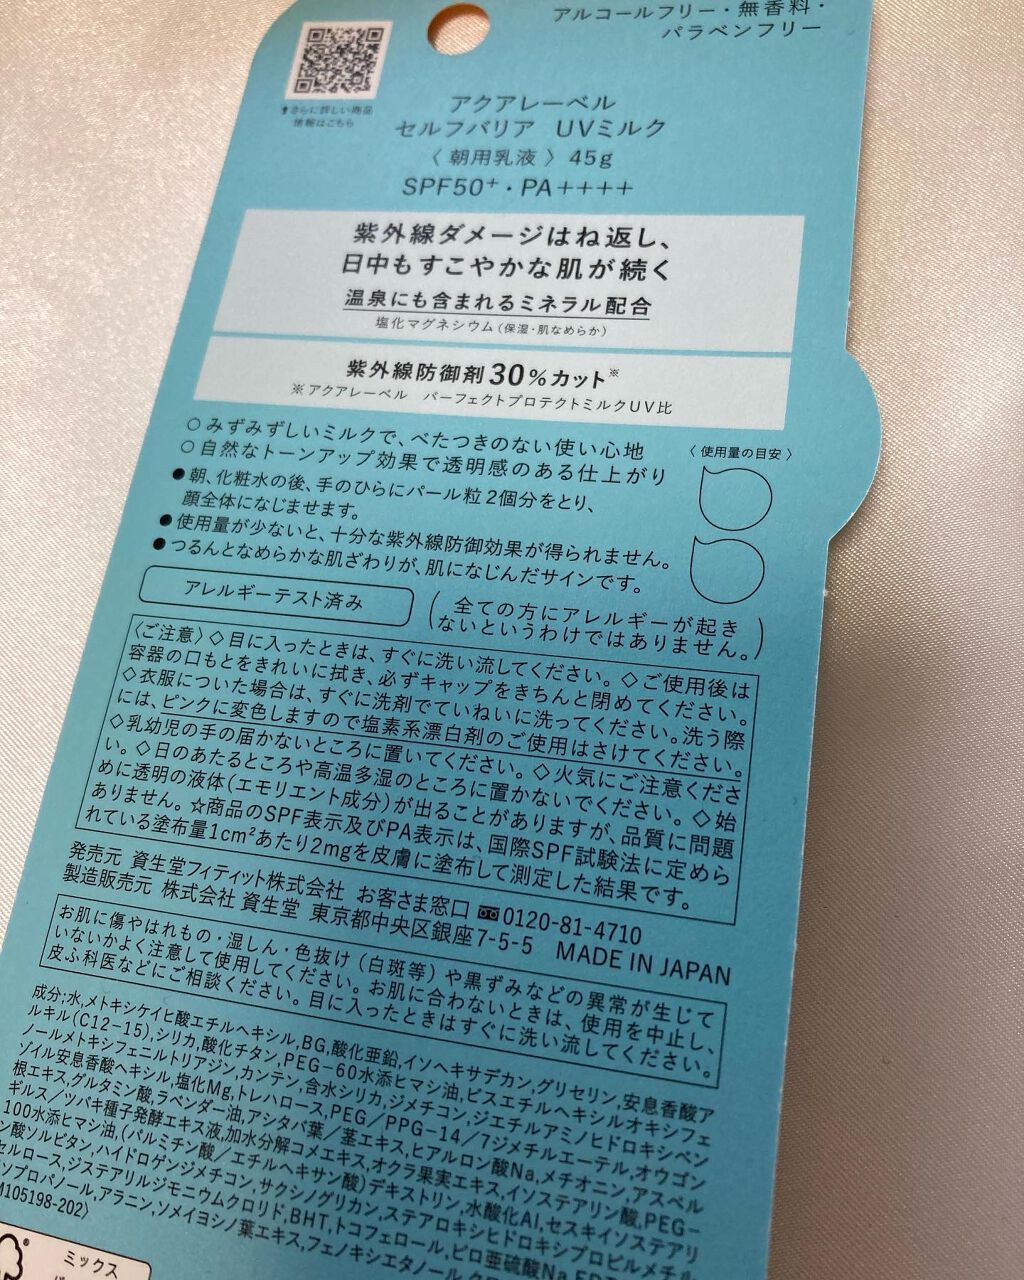 アルコールフリー・無香料・
パラベンフリー
⬆さらに詳しい商品
情報はこちら
アクアレーベル
セルフバリア UVミルク
〈 朝用乳液 〉 45g
SPF50+・PA++++
紫外線ダメージはね返し、
日中もすこやかな肌が続く
温泉にも含まれるミネラル配合
塩化マグネシウム(保湿・肌なめらか)
紫外線防御剤30%カット※
※アクアレーベル パーフェクトプロテクトミルクUV比
○みずみずしいミルクで、べたつきのない使い心地
○自然なトーンアップ効果で透明感のある仕上がり
●朝、化粧水の後、手のひらにパール粒2個分をとり、
顔全体になじませます。
●使用量が少ないと、十分な紫外線防御効果が得られません。
●つるんとなめらかな肌ざわりが、肌になじんだサインです。
〈 使用量の目安 〉
アレルギーテスト済み
(全ての方にアレルギーが起き
ないというわけではありません。)
〈ご注意〉◇目に入ったときは、すぐに洗い流してください。◇ご使用後は
容器の口もとをきれいに拭き、必ずキャップをきちんと閉めてください。
◇衣服についた場合は、すぐに洗剤でていねいに洗ってください。洗う際
には、ピンクに変色しますので塩素系漂白剤のご使用はさけてください。
◇乳幼児の手の届かないところに置いてください。◇火気にご注意くださ
い。◇日のあたるところや高温多湿のところに置かないでください。◇始
めに透明の液体(エモリエント成分)が出ることがありますが、品質に問題
ありません。☆商品のSPF表示及びPA表示は、国際SPF試験法に定めら
れている塗布量1cm²あたり2mgを皮膚に塗布して測定した結果です。
発売元 資生堂フィティット株式会社 お客さま窓口 0120-81-4710
製造販売元 株式会社 資生堂 東京都中央区銀座7-5-5 MADE IN JAPAN
お肌に傷やはれもの・湿しん・色抜け(白斑等)や黒ずみなどの異常が生じて
いないかよく注意して使用してください。お肌に合わないときは、使用を中止し、
皮ふ科医などにご相談ください。目に入ったときはすぐに洗い流してください。
成分;水,メトキシケイヒ酸エチルヘキシル,BG,酸化亜鉛,イソヘキサデカン,グリセリン,安息香酸ア
ルキル(C12-15),シリカ,酸化チタン,PEG-60水添ヒマシ油,ビスエチルヘキシルオキシフェ
ノールメトキシフェニルトリアジン,カンテン,含水シリカ,ジメチコン,ジエチルアミノヒドロキシベン
ゾイル安息香酸ヘキシル,塩化Mg,トレハロース,PEG/PPG-14/7ジメチルエーテル,オウゴン
根エキス,グルタミン酸,ラベンダー油,アシタバ葉/茎エキス,ヒアルロン酸Na,メチオニン,アスペル
ギルス/ツバキ種子発酵エキス液,加水分解コメエキス,オクラ果実エキス,イソステアリン酸,PEG-
100水添ヒマシ油,(パルミチン酸/エチルヘキサン酸)デキストリン,水酸化Al,セスキイソステアリ
ン酸ソルビタン,ハイドロゲンジメチコン,サクシノグリカン,ステアロキシヒドロキシプロピルメチル
セルロース,ジステアリルジモニウムクロリド,BHT,トコフェロール,ピロ亜硫酸Na
ソプロパノール,アラニン,ソメイヨシノ葉エキス,フェノキシエタノール
M105198-202〉
ミックス